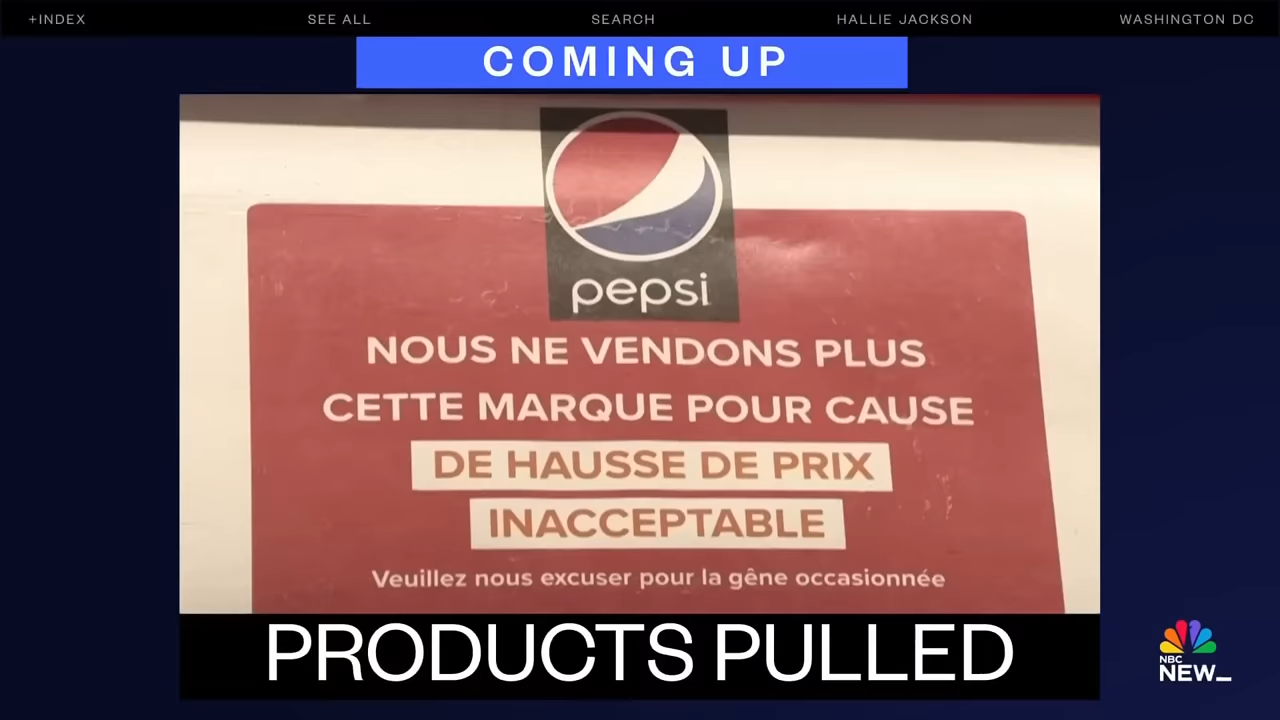 +INDEX
SEE ALL
SEARCH
HALLIE JACKSON
WASHINGTON DC
COMING UP
pepsi
NOUS NE VENDONS PLUS
CETTE MARQUE POUR CAUSE
DE HAUSSE DE PRIX
INACCEPTABLE
Veuillez nous excuser pour la gêne occasionnée
PRODUCTS PULLED
NBC
NEW_